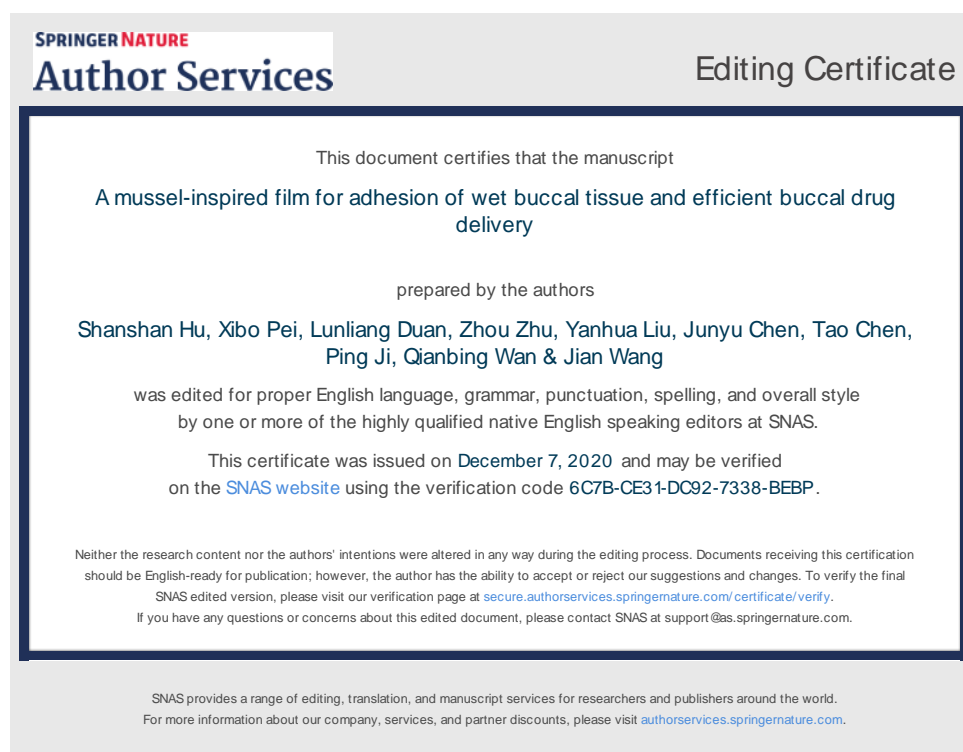 SPRINGER NATURE
Author Services
Editing Certificate
This document certifies that the manuscript
A mussel-inspired film for adhesion of wet buccal tissue and efficient buccal drug
delivery
prepared by the authors
Shanshan Hu, Xibo Pei, Lunliang Duan, Zhou Zhu, Yanhua Liu, Junyu Chen, Tao Chen,
Ping Ji, Qianbing Wan & Jian Wang
was edited for proper English language, grammar, punctuation, spelling, and overall style
by one or more of the highly qualified native English speaking editors at SNAS.
This certificate was issued on December 7, 2020 and may be verified
on the SNAS website using the verification code 6C7B-CE31-DC92-7338-BEBP.
Neither the research content nor the authors' intentions were altered in any way during the editing process. Documents receiving this certification
should be English-ready for publication; however, the author has the ability to accept or reject our suggestions and changes. To verify the final
SNAS edited version, please visit our verification page at secure.authorservices.springernature.com/certificate/verify.
If you have any questions or concerns about this edited document, please contact SNAS at support@as.springernature.com.
SNAS provides a range of editing, translation, and manuscript services for researchers and publishers around the world.
For more information about our company, services, and partner discounts, please visit authorservices.springernature.com.